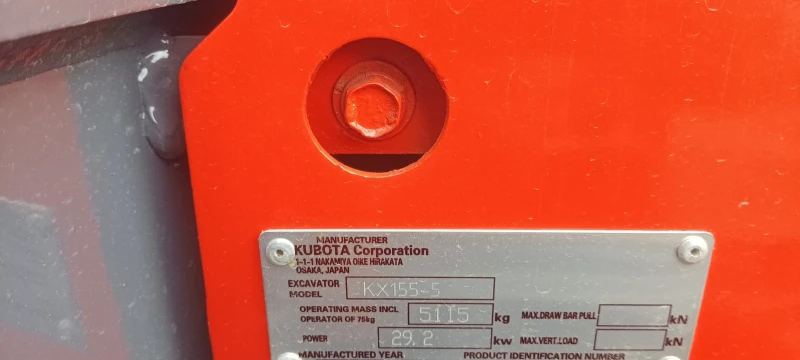 MANUFACTURER
KUBOTA Corporation
1-1-1 NAKAMIYA OIKE HIRAKATA
OSAKA, JAPAN
EXCAVATOR MODEL KX155-5
OPERATING MASS INCL OPERATOR OF 75kg 5115 kg MAX.DRAW BAR PULL kN
POWER 29.2 kw MAX.VERT.LOAD kN
MANUFACTURED YEAR PRODUCT IDENTIFICATION NUMBER